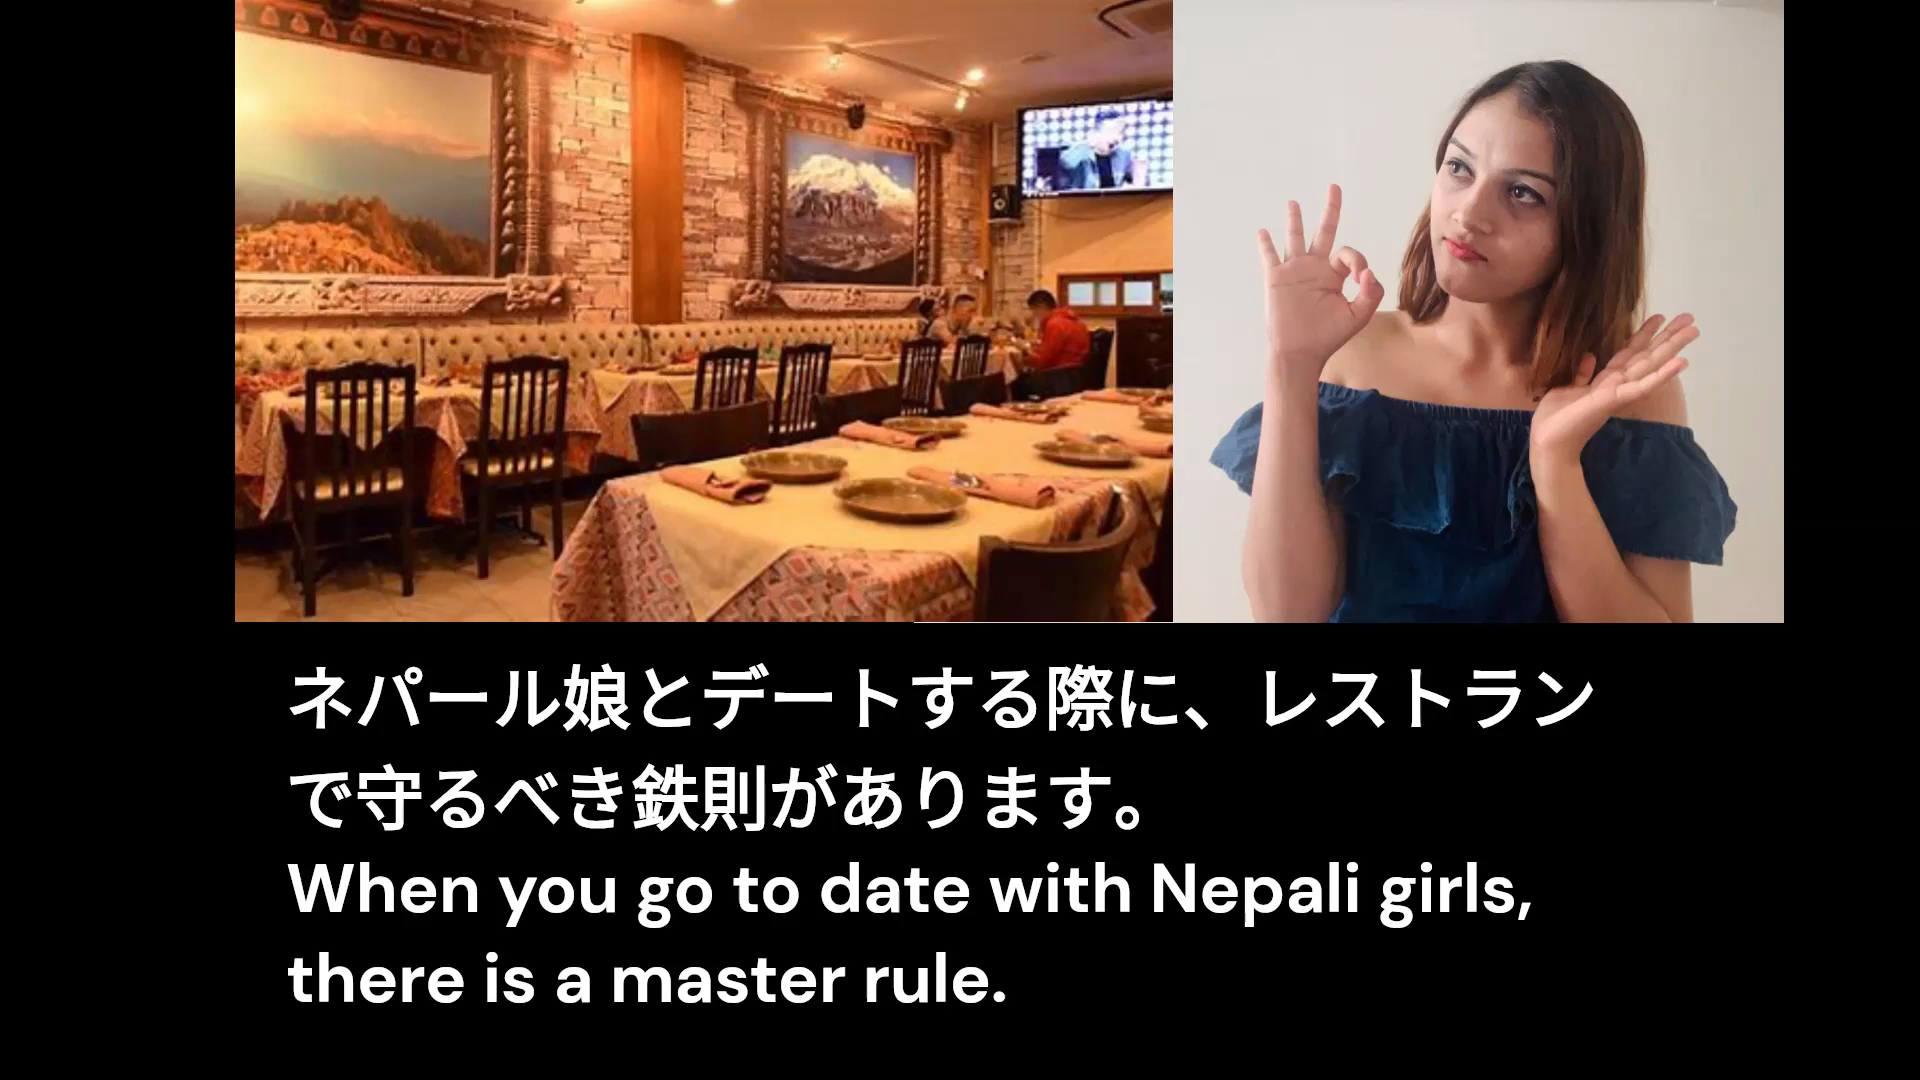 ネパール娘とデートする際に、レストラン
で守るべき鉄則があります。
When you go to date with Nepali girls,
there is a master rule.